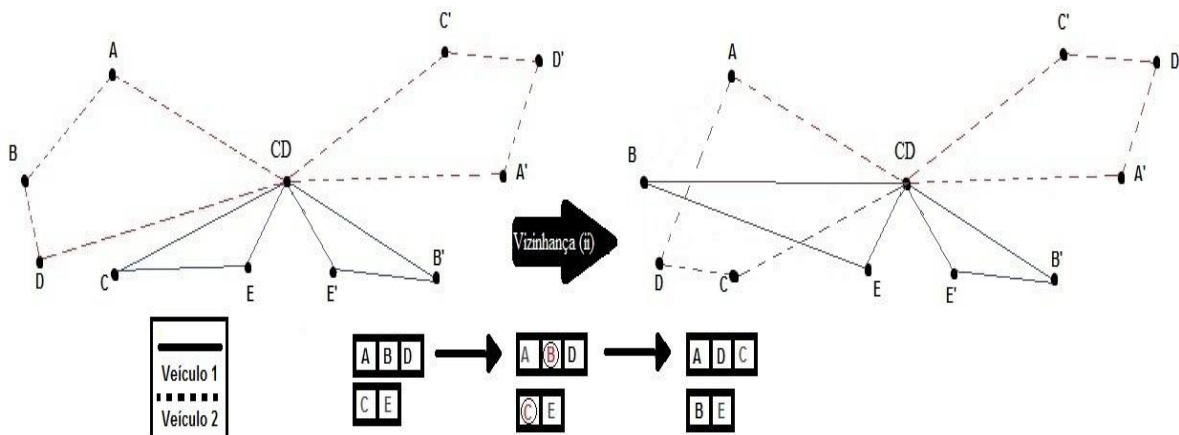 C'
D'
A
B
CD
A'
D
C
E
E'
B'
Vizinhança (ii)
C'
D
A
B
CD
A'
D
C
E
E'
B'
Veículo 1
Veículo 2
A B D
C E
A B D
C E
A D C
B E